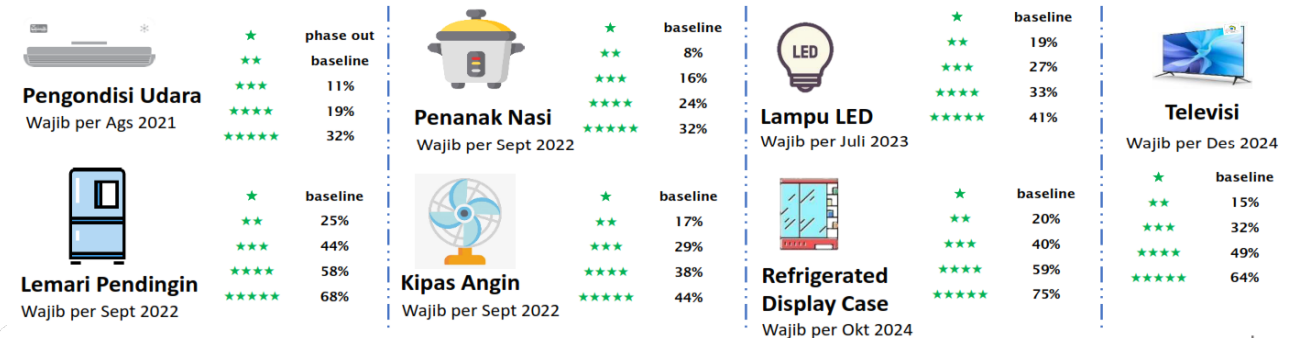 Pengondisi Udara
Wajib per Ags 2021
★ phase out
★★ baseline
★★★ 11%
★★★★ 19%
★★★★★ 32%
Lemari Pendingin
Wajib per Sept 2022
★ baseline
★★ 25%
★★★ 44%
★★★★ 58%
★★★★★ 68%
Penanak Nasi
Wajib per Sept 2022
★ baseline
★★ 8%
★★★ 16%
★★★★ 24%
★★★★★ 32%
Kipas Angin
Wajib per Sept 2022
★ baseline
★★ 17%
★★★ 29%
★★★★ 38%
★★★★★ 44%
LED
Lampu LED
Wajib per Juli 2023
★ baseline
★★ 19%
★★★ 27%
★★★★ 33%
★★★★★ 41%
Refrigerated
Display Case
Wajib per Okt 2024
★ baseline
★★ 20%
★★★ 40%
★★★★ 59%
★★★★★ 75%
Televisi
Wajib per Des 2024
★ baseline
★★ 15%
★★★ 32%
★★★★ 49%
★★★★★ 64%